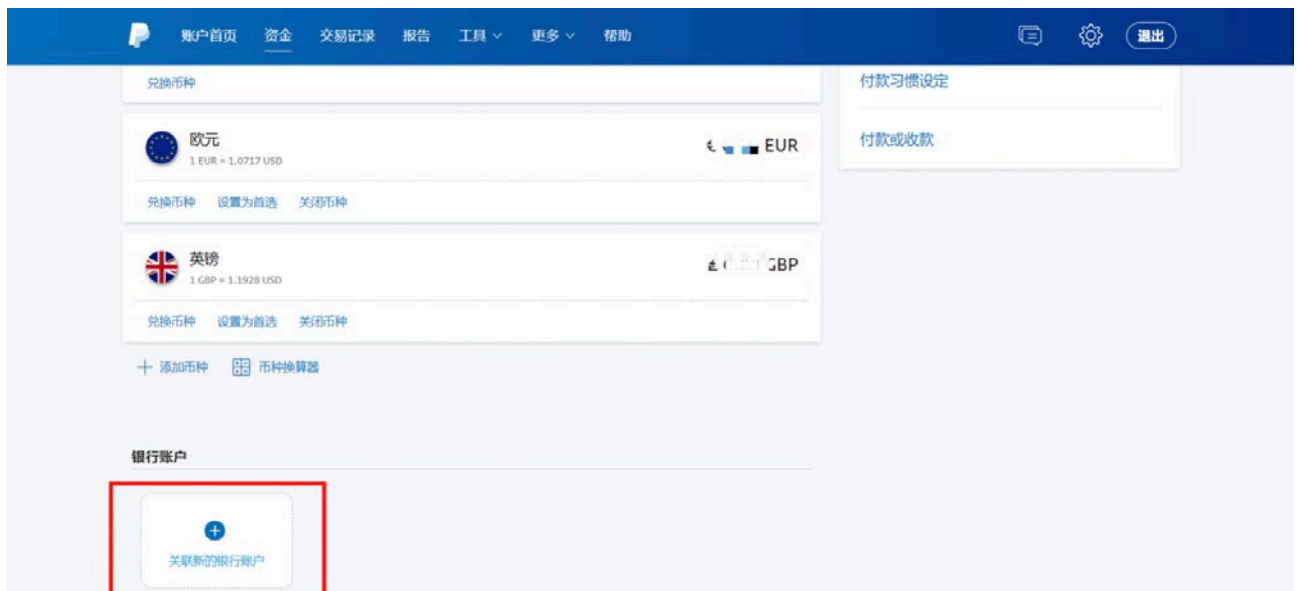 账户首页 资金 交易记录 报告 工具 更多 帮助 退出
兑换币种
付款习惯设定
欧元
1 EUR = 1.0717 USD
EUR
付款或收款
兑换币种 设置为首选 关闭币种
英镑
1 GBP = 1.1928 USD
GBP
兑换币种 设置为首选 关闭币种
添加币种 币种换算器
银行账户
关联新的银行账户